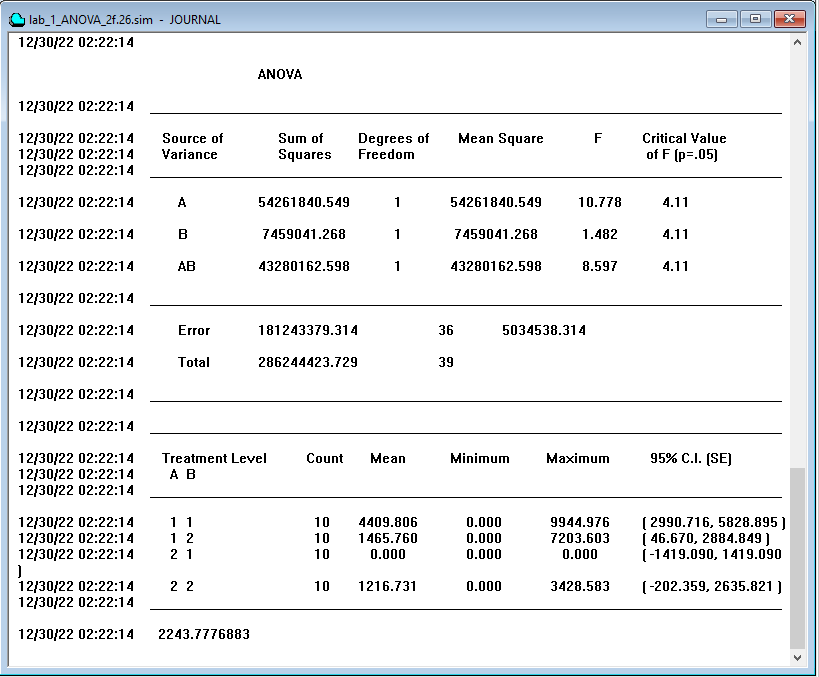 lab_1_ANOVA_2f.26.sim - JOURNAL
12/30/22 02:22:14
ANOVA
12/30/22 02:22:14
12/30/22 02:22:14 Source of Sum of Degrees of Mean Square F Critical Value
12/30/22 02:22:14 Variance Squares Freedom of F (p=.05)
12/30/22 02:22:14
12/30/22 02:22:14 A 54261840.549 1 54261840.549 10.778 4.11
12/30/22 02:22:14 B 7459041.268 1 7459041.268 1.482 4.11
12/30/22 02:22:14 AB 43280162.598 1 43280162.598 8.597 4.11
12/30/22 02:22:14
12/30/22 02:22:14 Error 181243379.314 36 5034538.314
12/30/22 02:22:14 Total 286244423.729 39
12/30/22 02:22:14
12/30/22 02:22:14
12/30/22 02:22:14 Treatment Level Count Mean Minimum Maximum 95% C.I. (SE)
12/30/22 02:22:14 A B
12/30/22 02:22:14
12/30/22 02:22:14 1 1 10 4409.806 0.000 9944.976 ( 2990.716, 5828.895 )
12/30/22 02:22:14 1 2 10 1465.760 0.000 7203.603 ( 46.670, 2884.849 )
12/30/22 02:22:14 2 1 10 0.000 0.000 0.000 ( -1419.090, 1419.090
)
12/30/22 02:22:14 2 2 10 1216.731 0.000 3428.583 ( -202.359, 2635.821 )
12/30/22 02:22:14
12/30/22 02:22:14 2243.7776883